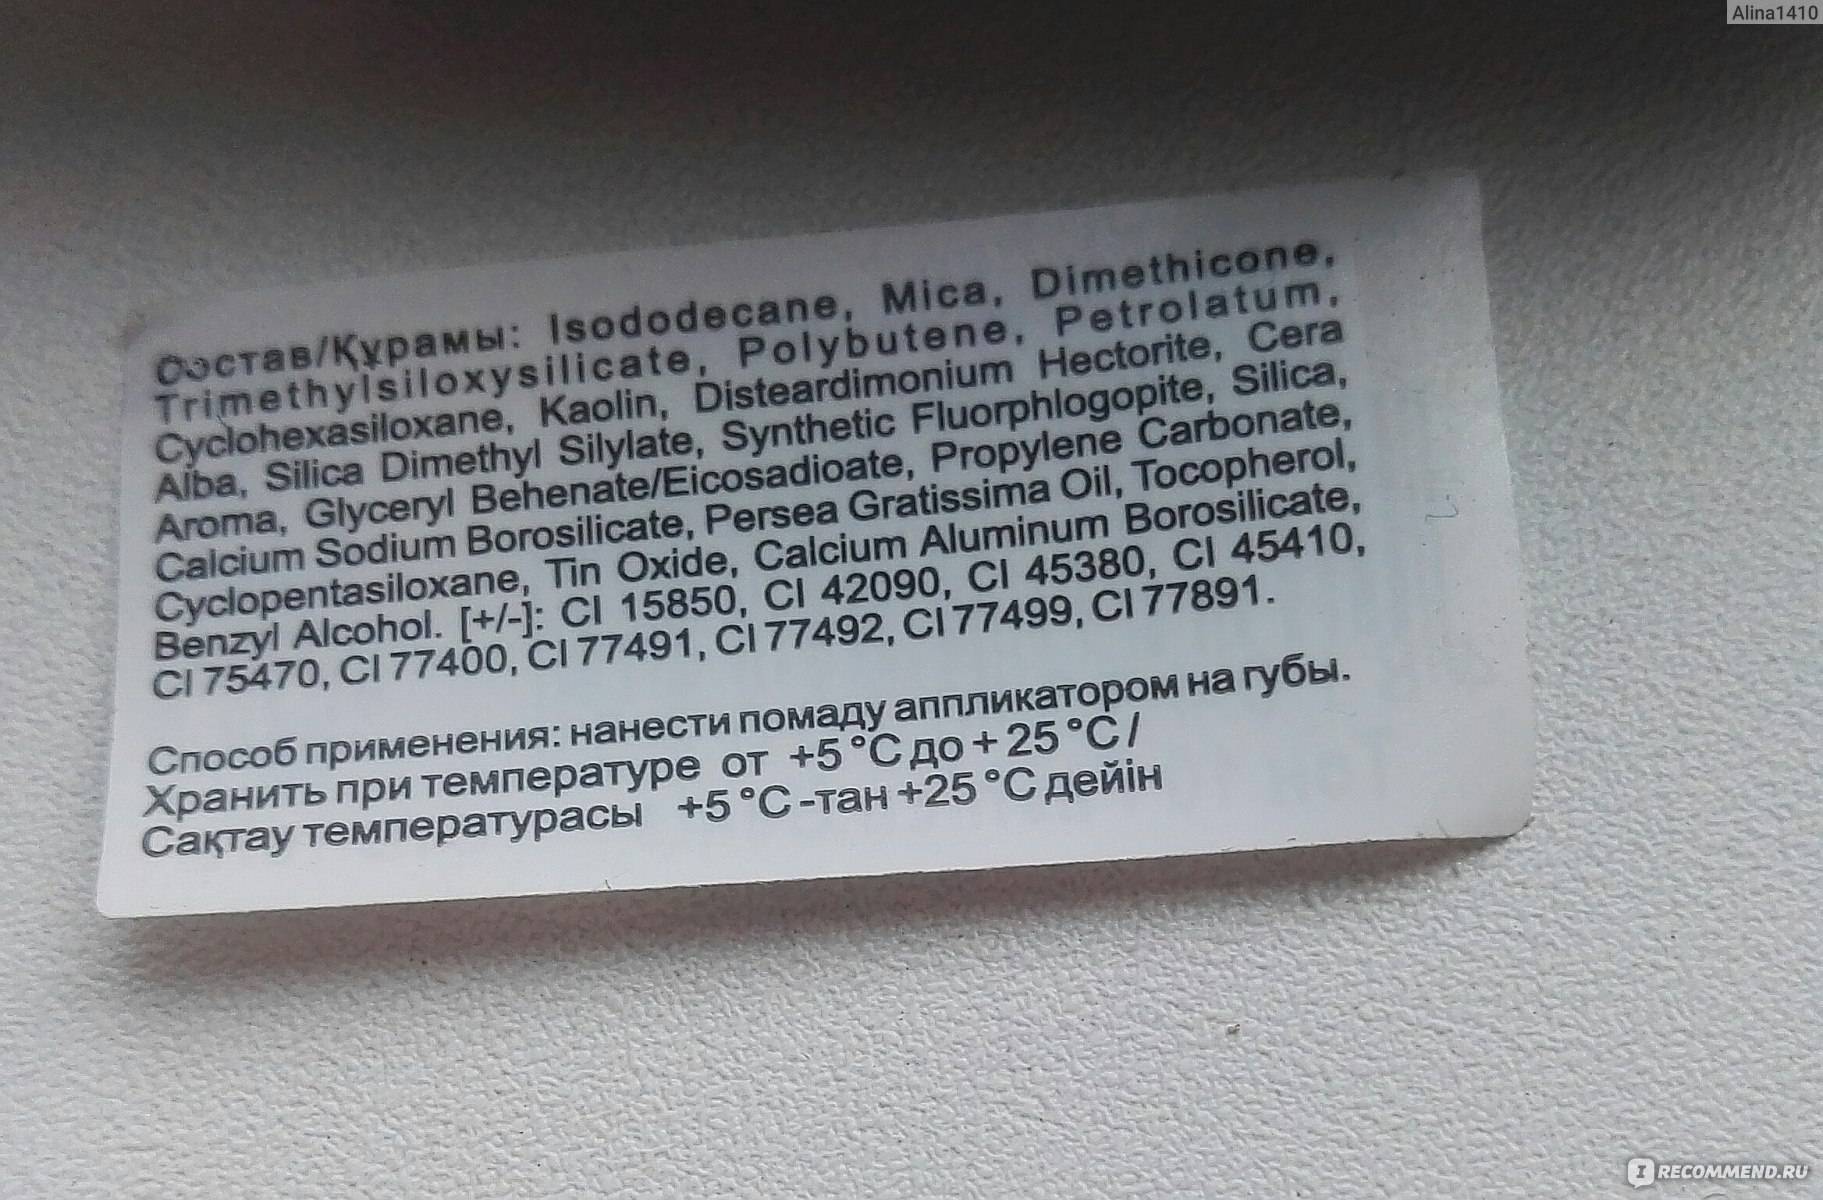 Alina1410
Состав/Құрамы: Isododecane, Mica, Dimethicone,
Trimethylsiloxysilicate, Polybutene, Petrolatum,
Cyclohexasiloxane, Kaolin, Disteardimonium Hectorite, Cera
Alba, Silica Dimethyl Silylate, Synthetic Fluorphlogopite, Silica,
Aroma, Glyceryl Behenate/Eicosadioate, Propylene Carbonate,
Calcium Sodium Borosilicate, Persea Gratissima Oil, Tocopherol,
Cyclopentasiloxane, Tin Oxide, Calcium Aluminum Borosilicate,
Benzyl Alcohol. [+/-]: CI 15850, CI 42090, CI 45380, CI 45410,
CI 75470, CI 77400, CI 77491, CI 77492, CI 77499, CI 77891.
Способ применения: нанести помаду аппликатором на губы.
Хранить при температуре от +5 °C до + 25 °C /
Сақтау температурасы +5 °C -тан +25 °C дейін
RECOMMEND.RU